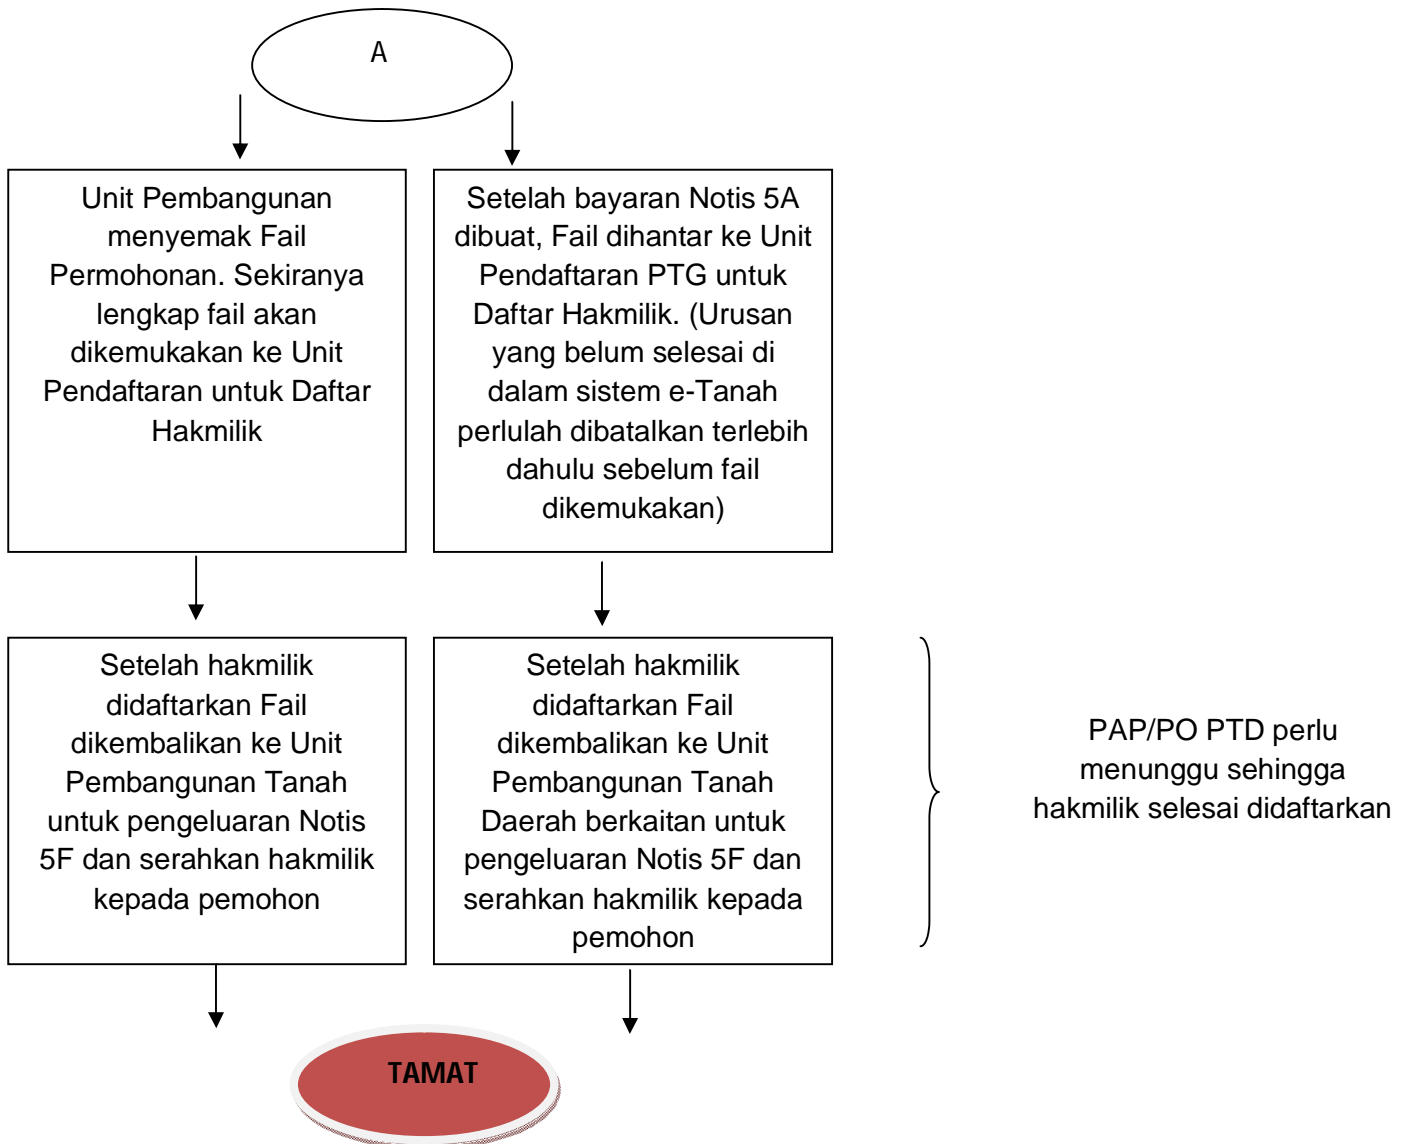 A
Unit Pembangunan
menyemak Fail
Permohonan. Sekiranya
lengkap fail akan
dikemukakan ke Unit
Pendaftaran untuk Daftar
Hakmilik
Setelah bayaran Notis 5A
dibuat, Fail dihantar ke Unit
Pendaftaran PTG untuk
Daftar Hakmilik. (Urusan
yang belum selesai di
dalam sistem e-Tanah
perlulah dibatalkan terlebih
dahulu sebelum fail
dikemukakan)
Setelah hakmilik
didaftarkan Fail
dikembalikan ke Unit
Pembangunan Tanah
untuk pengeluaran Notis
5F dan serahkan hakmilik
kepada pemohon
Setelah hakmilik
didaftarkan Fail
dikembalikan ke Unit
Pembangunan Tanah
Daerah berkaitan untuk
pengeluaran Notis 5F dan
serahkan hakmilik kepada
pemohon
PAP/PO PTD perlu
menunggu sehingga
hakmilik selesai didaftarkan
TAMAT